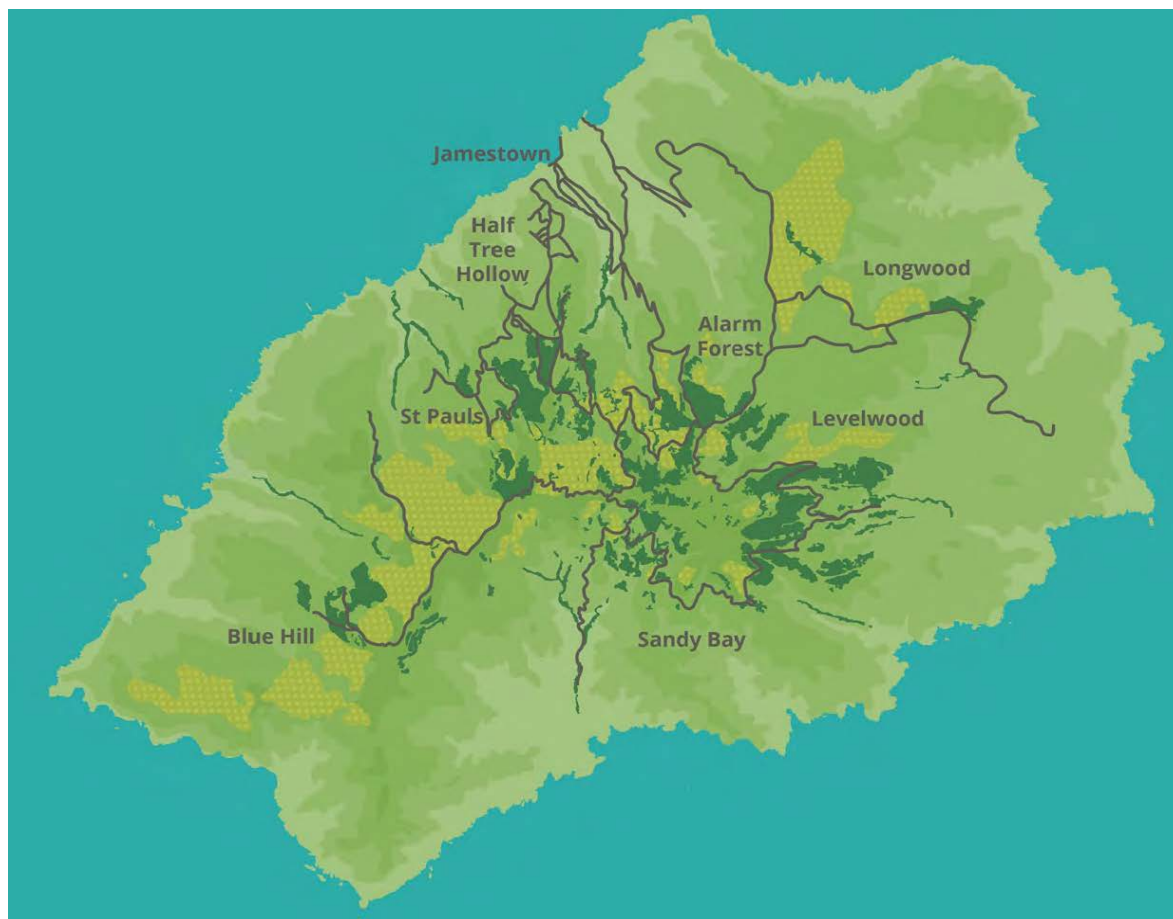 Jamestown
Half
Tree
Hollow
Longwood
Alarm
Forest
St Pauls
Levelwood
Blue Hill
Sandy Bay